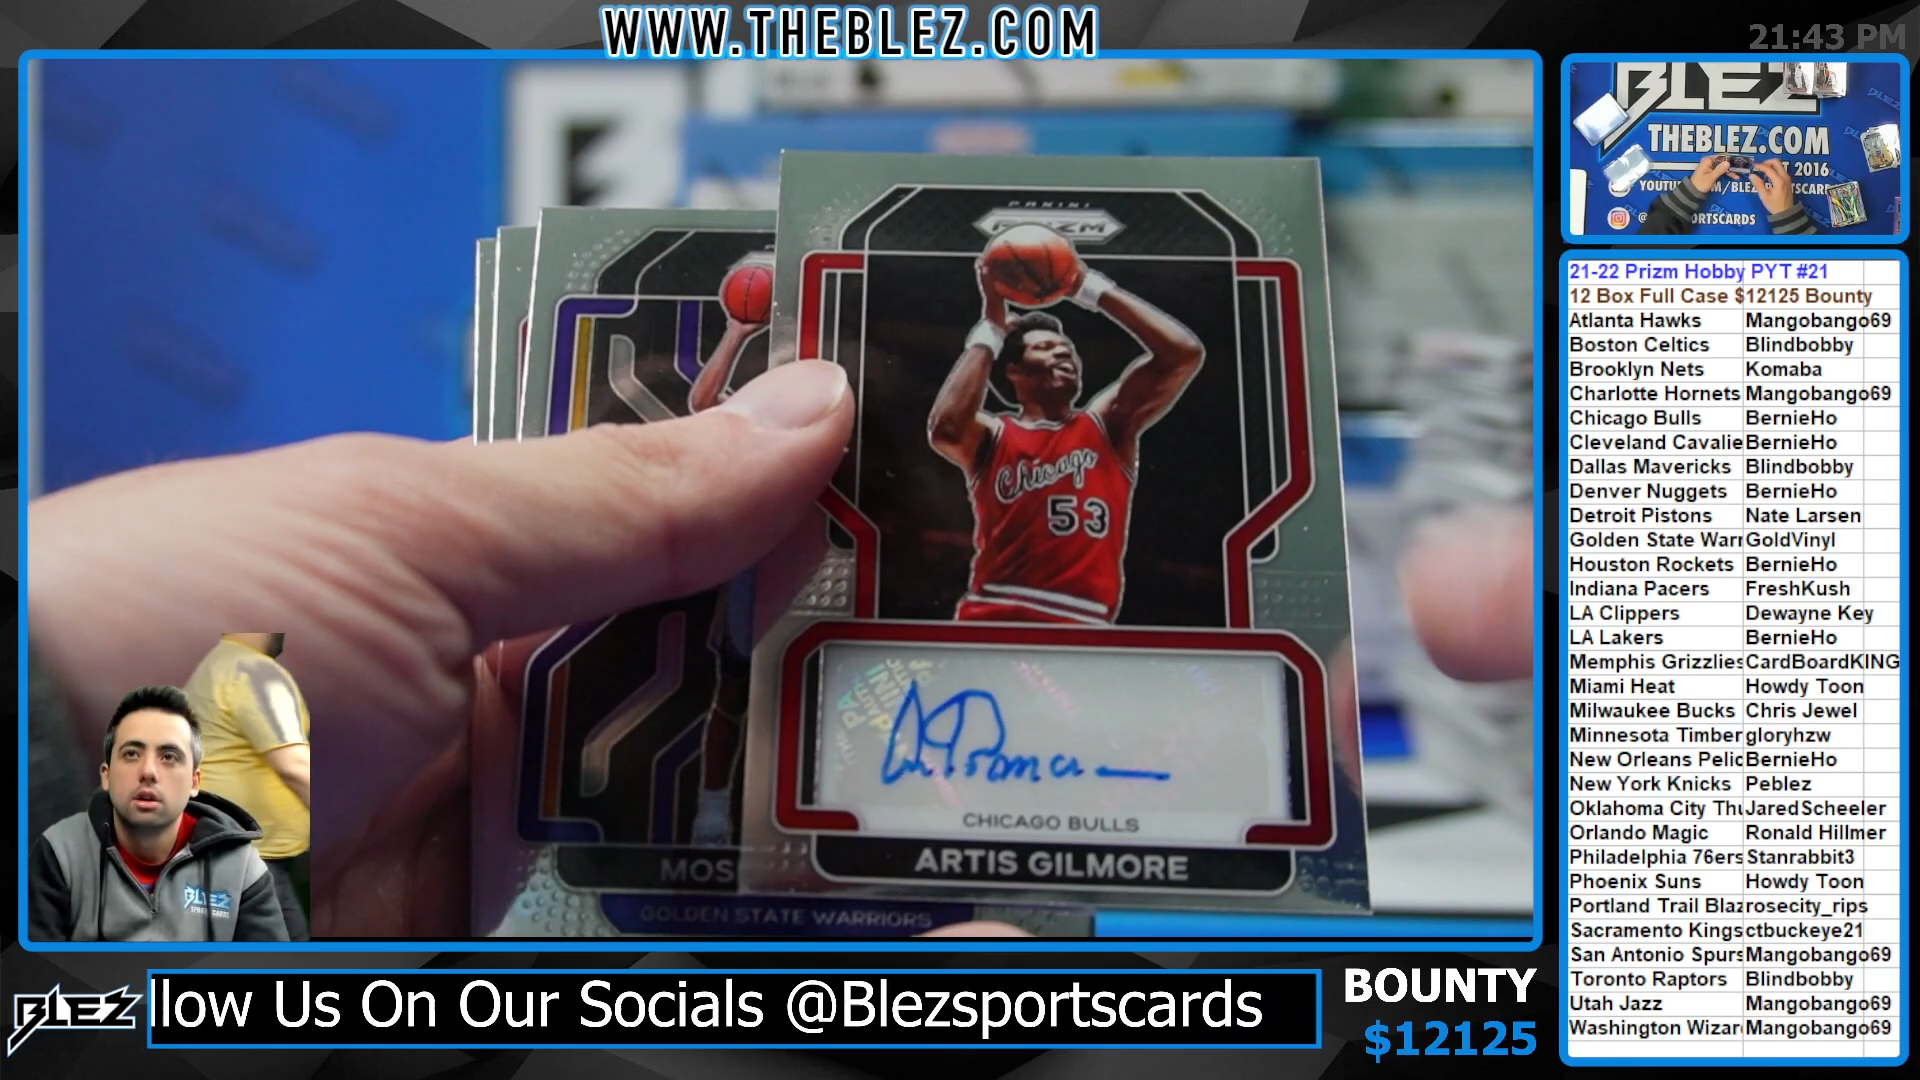 WWW.THEBLEZ.COM
21:43 PM
PANINI
PRIZM
Chicago
53
CHICAGO BULLS
ARTIS GILMORE
MOS
GOLDEN STATE WARRIORS
BLEZ
THEBLEZ.COM
2016
21-22 Prizm Hobby PYT #21
12 Box Full Case $12125 Bounty
Atlanta Hawks Mangobango69
Boston Celtics Blindbobby
Brooklyn Nets Komaba
Charlotte Hornets Mangobango69
Chicago Bulls BernieHo
Cleveland Cavalie BernieHo
Dallas Mavericks Blindbobby
Denver Nuggets BernieHo
Detroit Pistons Nate Larsen
Golden State Warr GoldVinyl
Houston Rockets BernieHo
Indiana Pacers FreshKush
LA Clippers Dewayne Key
LA Lakers BernieHo
Memphis Grizzlies CardBoardKING
Miami Heat Howdy Toon
Milwaukee Bucks Chris Jewel
Minnesota Timber gloryhzw
New Orleans Pelic BernieHo
New York Knicks Peblez
Oklahoma City Thu JaredScheeler
Orlando Magic Ronald Hillmer
Philadelphia 76ers Stanrabbit3
Phoenix Suns Howdy Toon
Portland Trail Blaz rosecity_rips
Sacramento Kings ctbuckeye21
San Antonio Spurs Mangobango69
Toronto Raptors Blindbobby
Utah Jazz Mangobango69
Washington Wizar Mangobango69
BLEZ
BLEZ
llow Us On Our Socials @Blezsportscards
BOUNTY
$12125